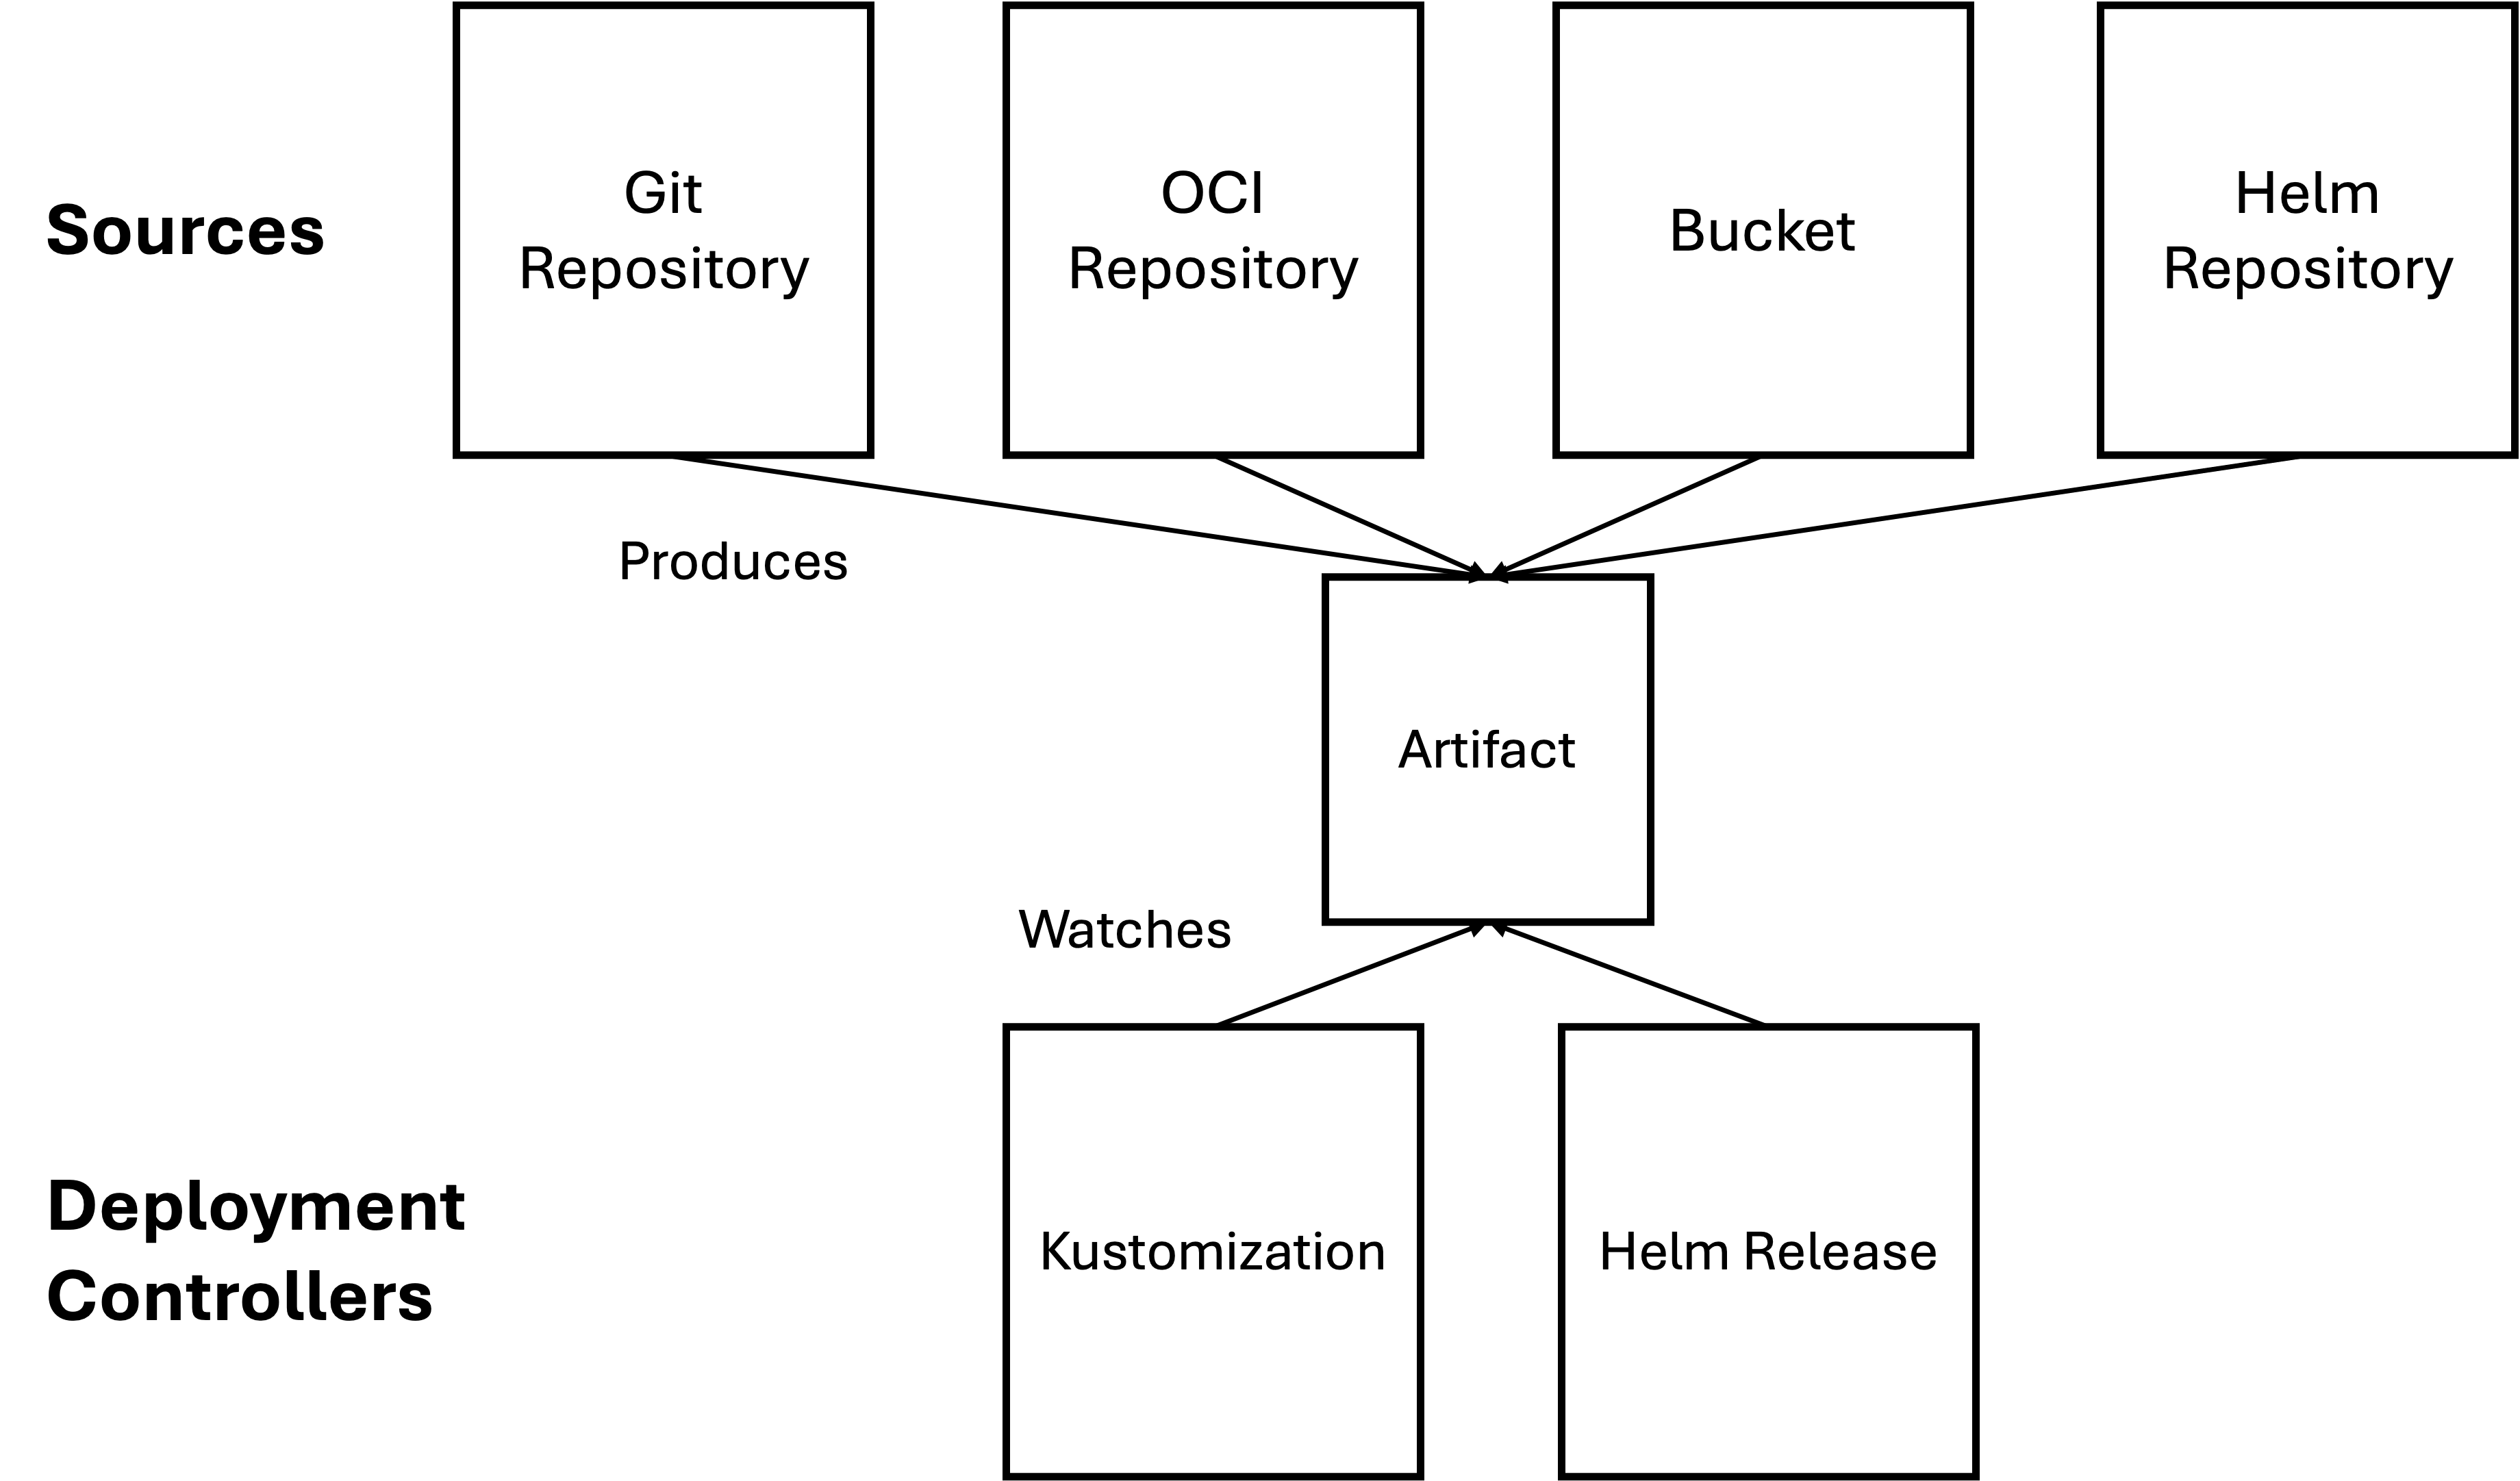 Sources
Git
Repository
OCI
Repository
Bucket
Helm
Repository
Produces
Artifact
Watches
Deployment
Controllers
Kustomization
Helm Release